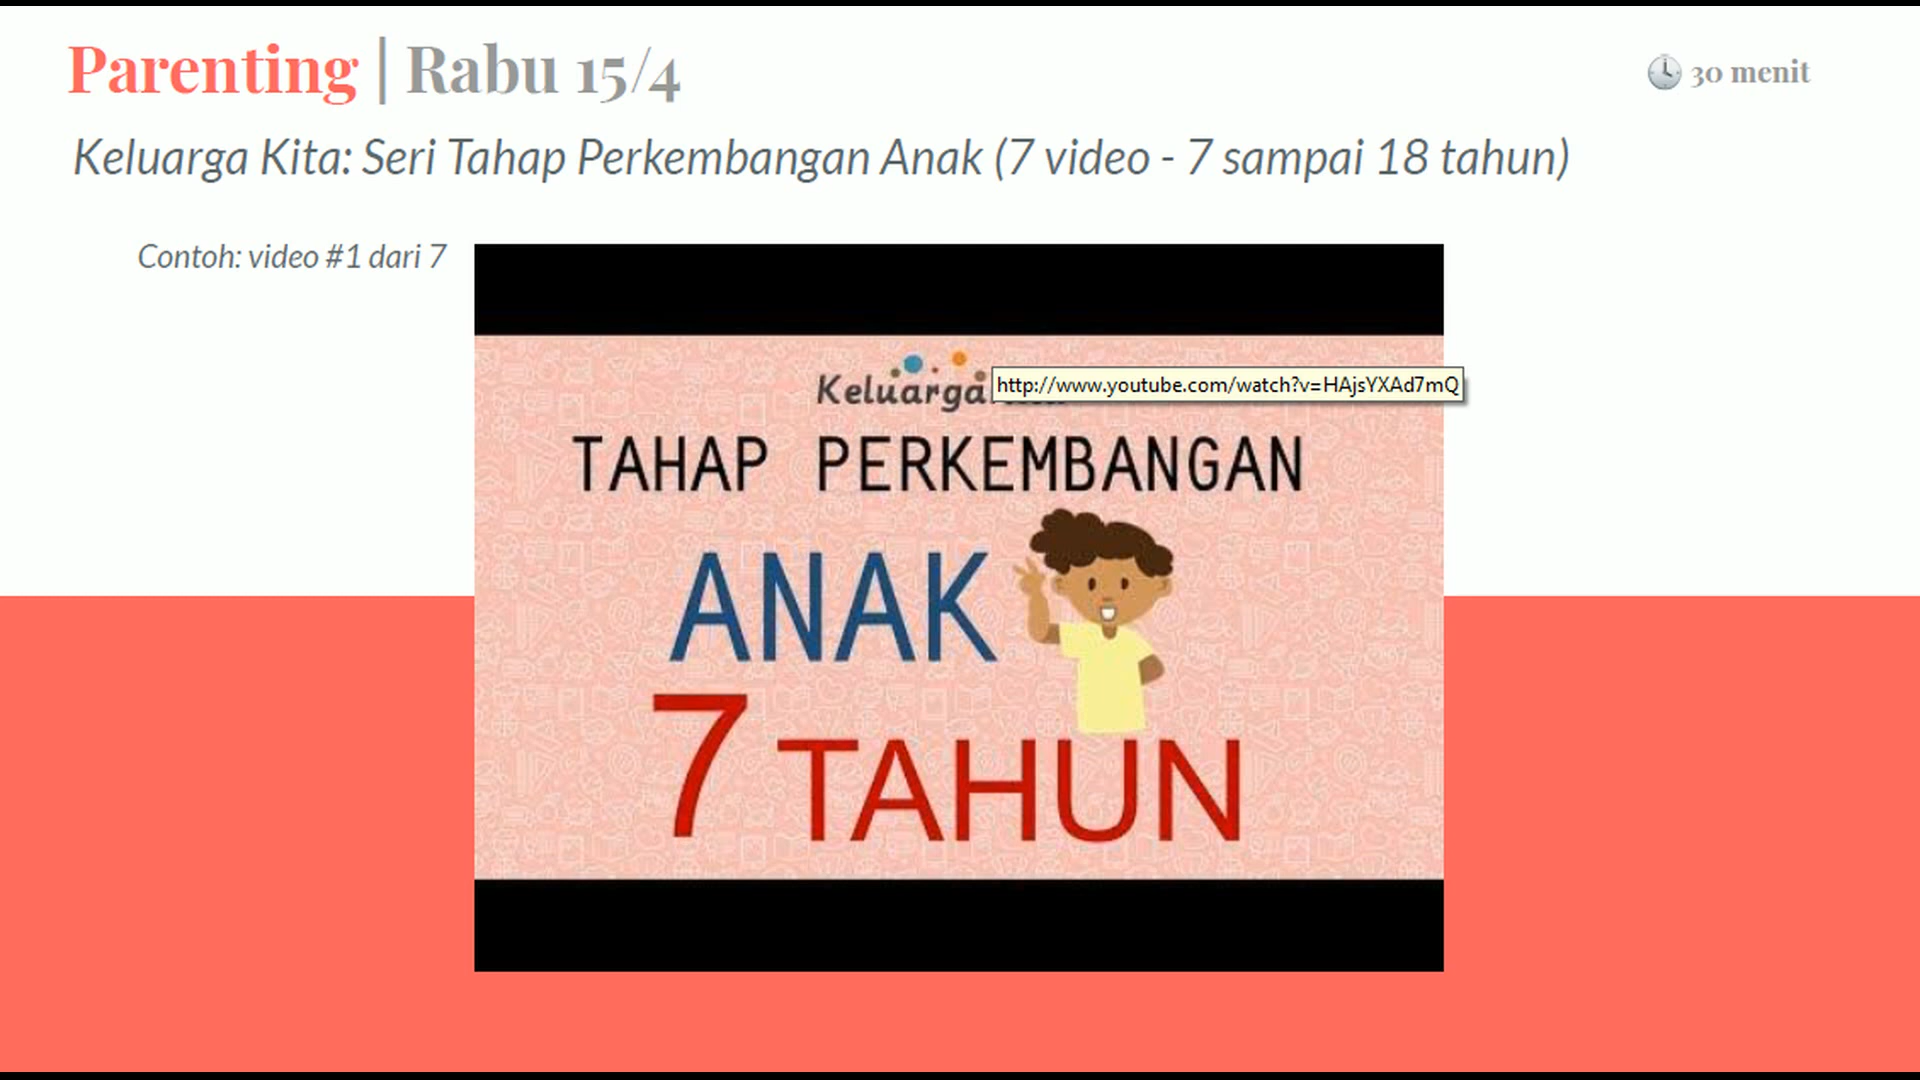 Parenting | Rabu 15/4
30 menit
Keluarga Kita: Seri Tahap Perkembangan Anak (7 video - 7 sampai 18 tahun)
Contoh: video #1 dari 7
Keluarga
http://www.youtube.com/watch?v=HAjsYXAd7mQ
TAHAP PERKEMBANGAN
ANAK
7 TAHUN